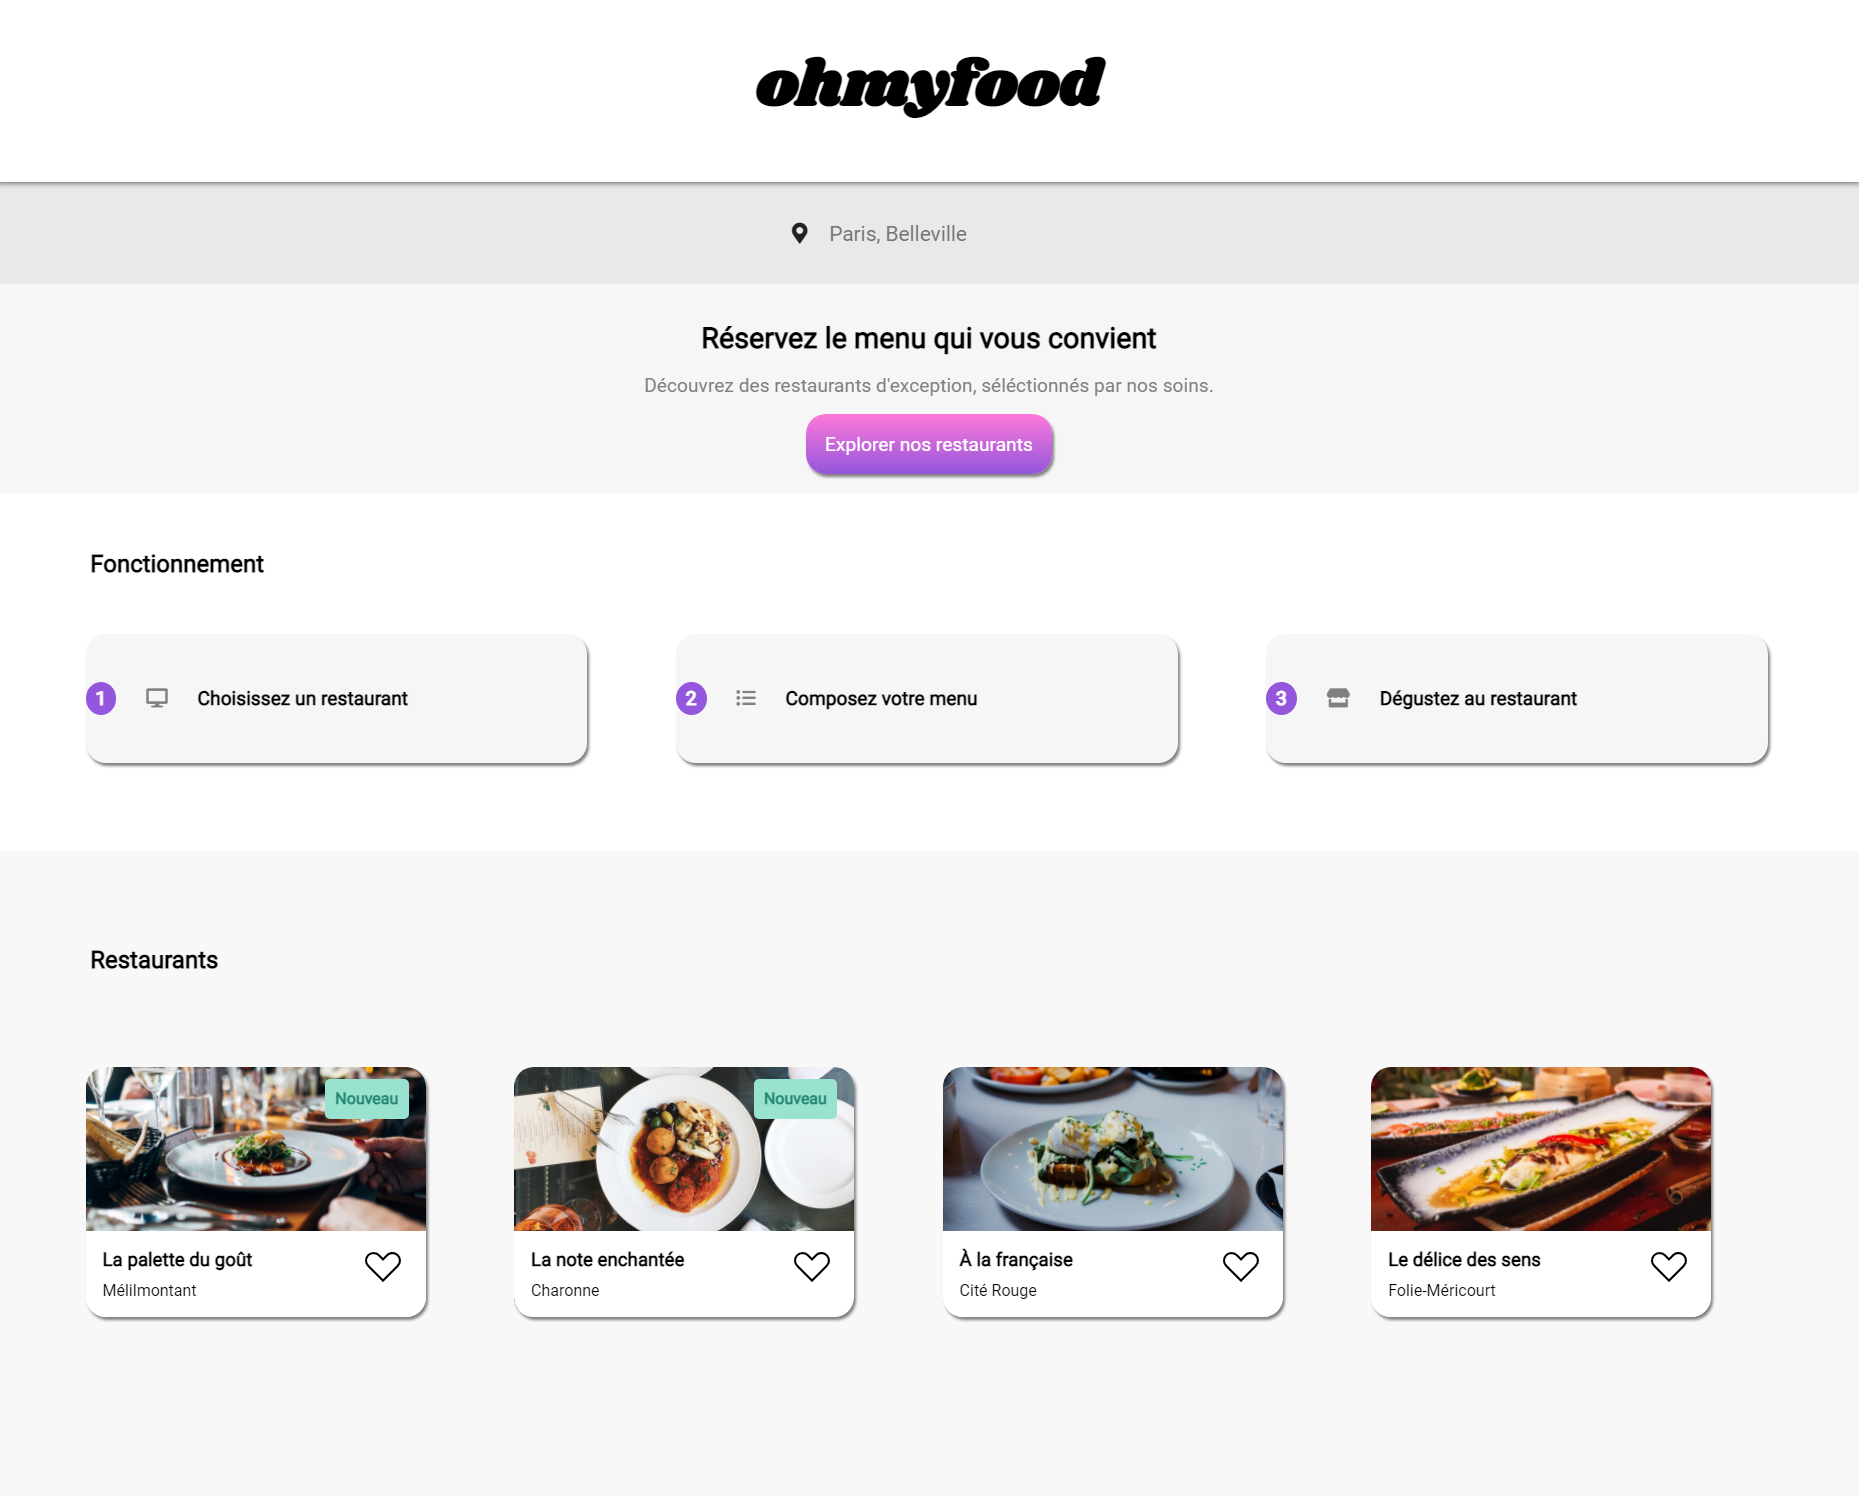 ohmyfood
Paris, Belleville
Réservez le menu qui vous convient
Découvrez des restaurants d'exception, séléctionnés par nos soins.
Explorer nos restaurants
Fonctionnement
1 Choisissez un restaurant
2 Composez votre menu
3 Dégustez au restaurant
Restaurants
Nouveau
La palette du goût
Mélilmontant
Nouveau
La note enchantée
Charonne
À la française
Cité Rouge
Le délice des sens
Folie-Méricourt